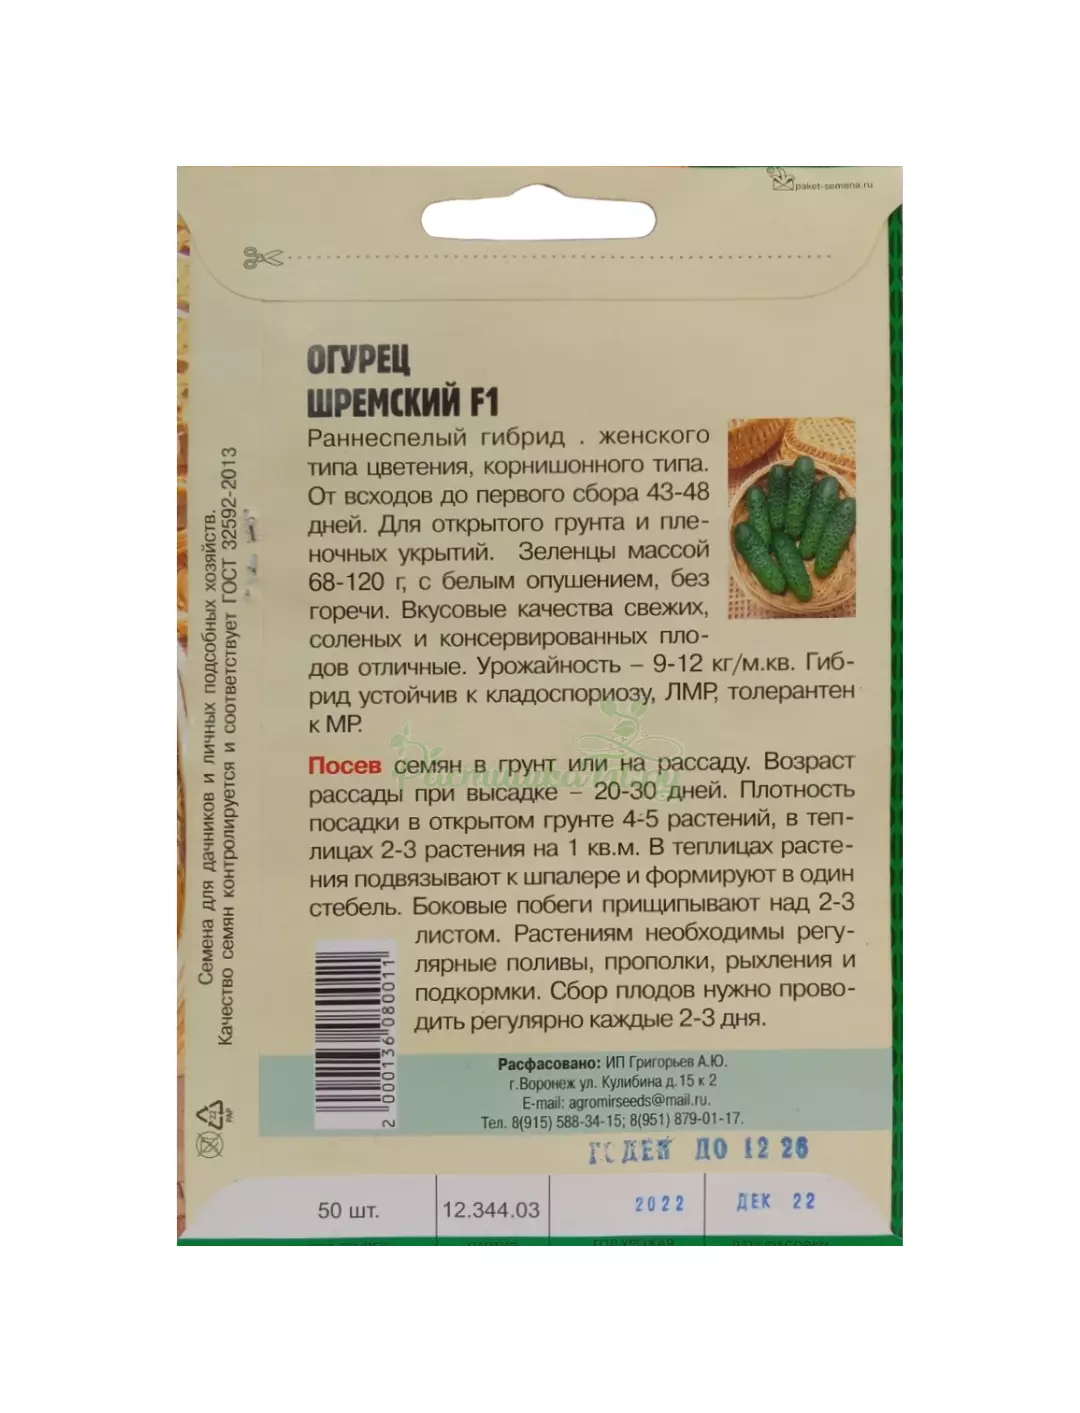 paket-semena.ru
ОГУРЕЦ
ШРЕМСКИЙ F1
Раннеспелый гибрид . женского
типа цветения, корнишонного типа.
От всходов до первого сбора 43-48
дней. Для открытого грунта и пле-
ночных укрытий. Зеленцы массой
68-120 г, с белым опушением, без
горечи. Вкусовые качества свежих,
соленых и консервированных пло-
дов отличные. Урожайность – 9-12 кг/м.кв. Гиб-
рид устойчив к кладоспориозу, ЛМР, толерантен
к МР.
Посев семян в грунт или на рассаду. Возраст
рассады при высадке – 20-30 дней. Плотность
посадки в открытом грунте 4-5 растений, в теп-
лицах 2-3 растения на 1 кв.м. В теплицах расте-
ния подвязывают к шпалере и формируют в один
стебель. Боковые побеги прищипывают над 2-3
листом. Растениям необходимы регу-
лярные поливы, прополки, рыхления и
подкормки. Сбор плодов нужно прово-
дить регулярно каждые 2-3 дня.
Семена для дачников и личных подсобных хозяйств.
Качество семян контролируется и соответствует ГОСТ 32592-2013
2 000136 080011
22
PAP
Расфасовано: ИП Григорьев А.Ю.
г.Воронеж ул. Кулибина д.15 к 2
E-mail: agromirseeds@mail.ru.
Тел. 8(915) 588-34-15; 8(951) 879-01-17.
ДО 12 26
50 шт.
12.344.03
2022
ДЕК 22